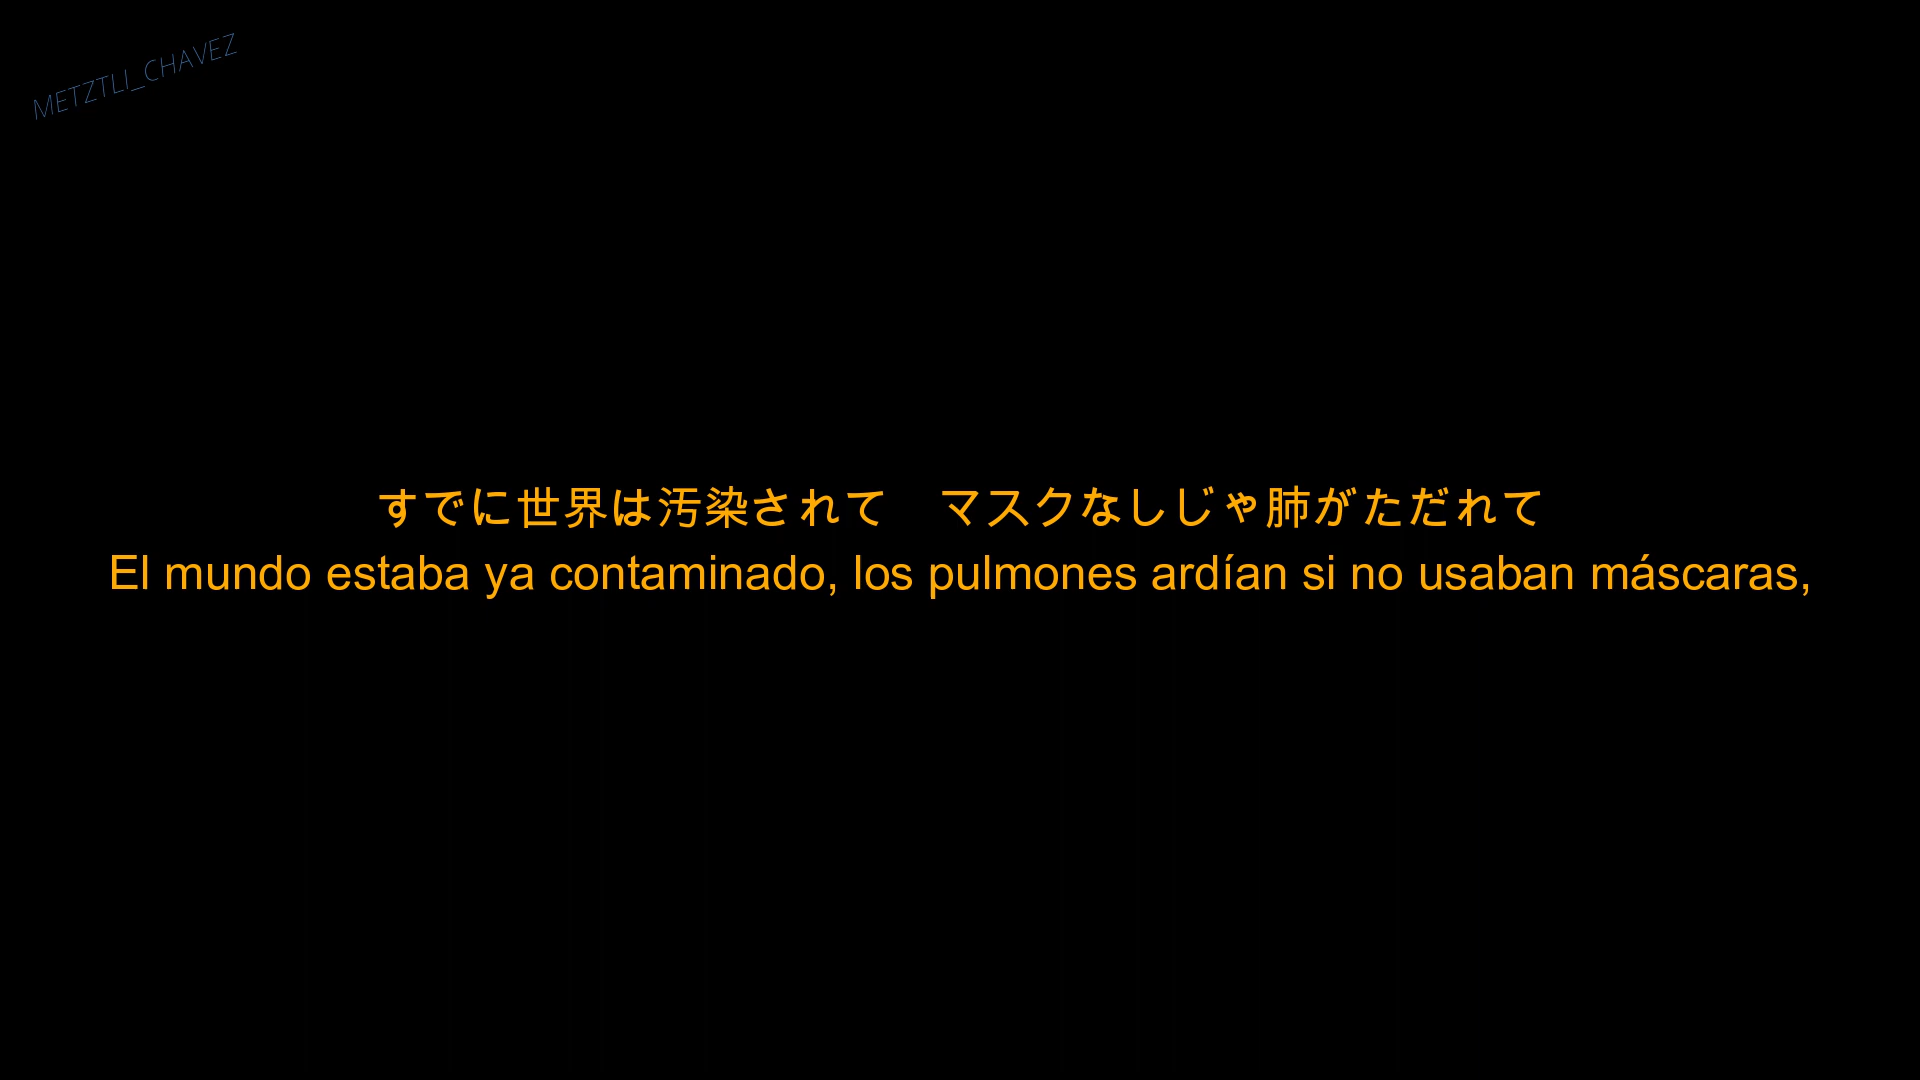 METZTLI_CHAVEZ
すでに世界は汚染されて　マスクなしじゃ肺がただれて
El mundo estaba ya contaminado, los pulmones ardían si no usaban máscaras,